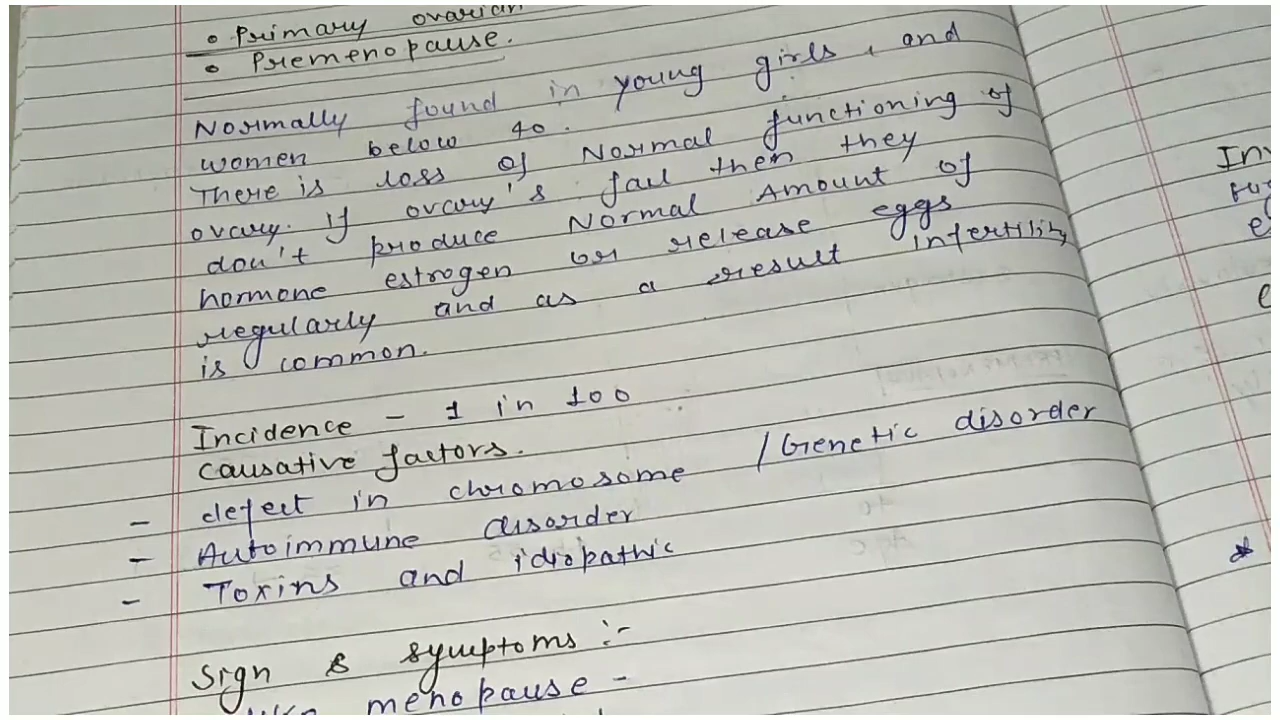 • Primary ovarian
• Premenopause.
Normally found in young girls, and
women below 40.
There is loss of Normal functioning of
ovary. If ovary's fail then they
don't produce Normal Amount of
hormone estrogen or release eggs
regularly and as a result infertility
is common.
Incidence - 1 in 100
Causative factors.
- defect in chromosome / Genetic disorder
- Autoimmune disorder
- Toxins and idiopathic
Sign & symptoms :-
menopause -
In
e
e
*